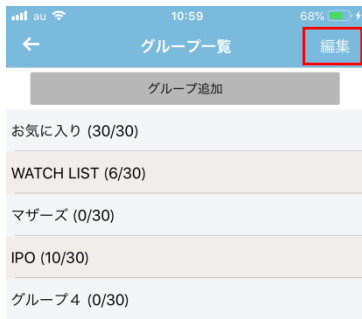 au 10:59 68%
グループ一覧 編集
グループ追加
お気に入り (30/30)
WATCH LIST (6/30)
マザーズ (0/30)
IPO (10/30)
グループ４ (0/30)